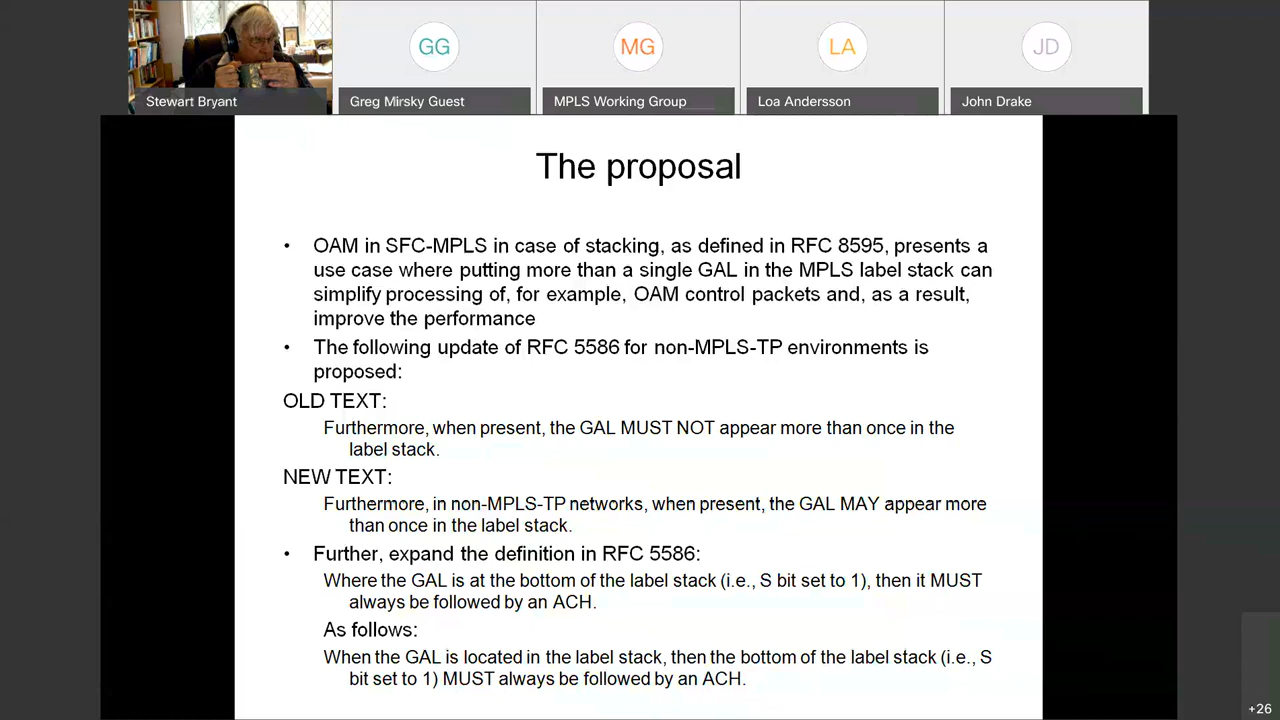 GG
MG
LA
JD
Stewart Bryant
Greg Mirsky Guest
MPLS Working Group
Loa Andersson
John Drake
The proposal
• OAM in SFC-MPLS in case of stacking, as defined in RFC 8595, presents a
use case where putting more than a single GAL in the MPLS label stack can
simplify processing of, for example, OAM control packets and, as a result,
improve the performance
• The following update of RFC 5586 for non-MPLS-TP environments is
proposed:
OLD TEXT:
Furthermore, when present, the GAL MUST NOT appear more than once in the
label stack.
NEW TEXT:
Furthermore, in non-MPLS-TP networks, when present, the GAL MAY appear more
than once in the label stack.
• Further, expand the definition in RFC 5586:
Where the GAL is at the bottom of the label stack (i.e., S bit set to 1), then it MUST
always be followed by an ACH.
As follows:
When the GAL is located in the label stack, then the bottom of the label stack (i.e., S
bit set to 1) MUST always be followed by an ACH.
+26